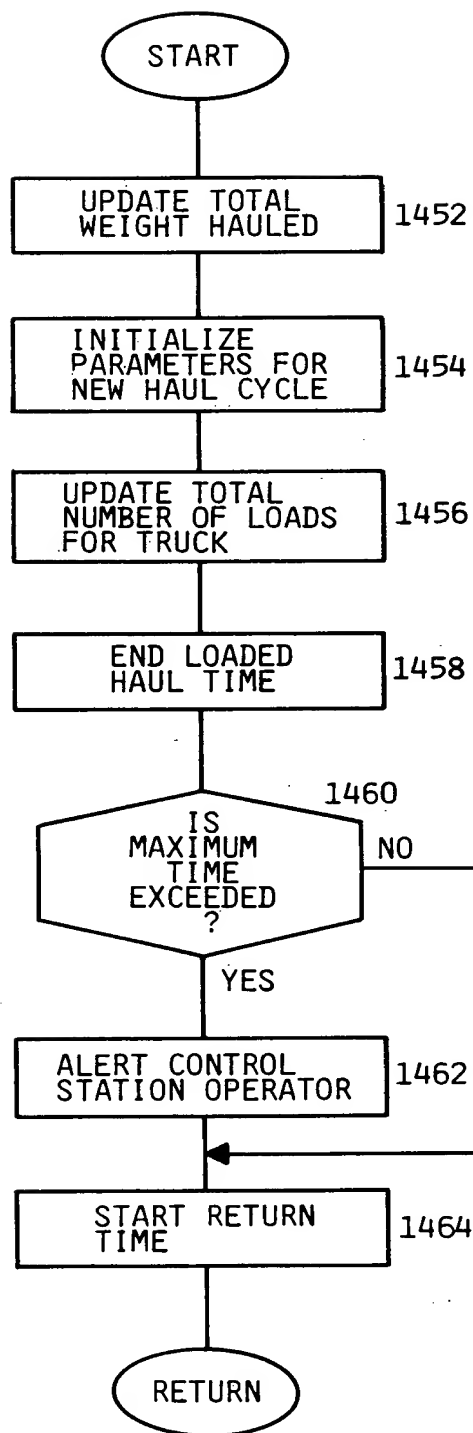 START
UPDATE TOTAL
WEIGHT HAULED
1452
INITIALIZE
PARAMETERS FOR
NEW HAUL CYCLE
1454
UPDATE TOTAL
NUMBER OF LOADS
FOR TRUCK
1456
END LOADED
HAUL TIME
1458
1460
IS
MAXIMUM
TIME
EXCEEDED
?
NO
YES
ALERT CONTROL
STATION OPERATOR
1462
START RETURN
TIME
1464
RETURN